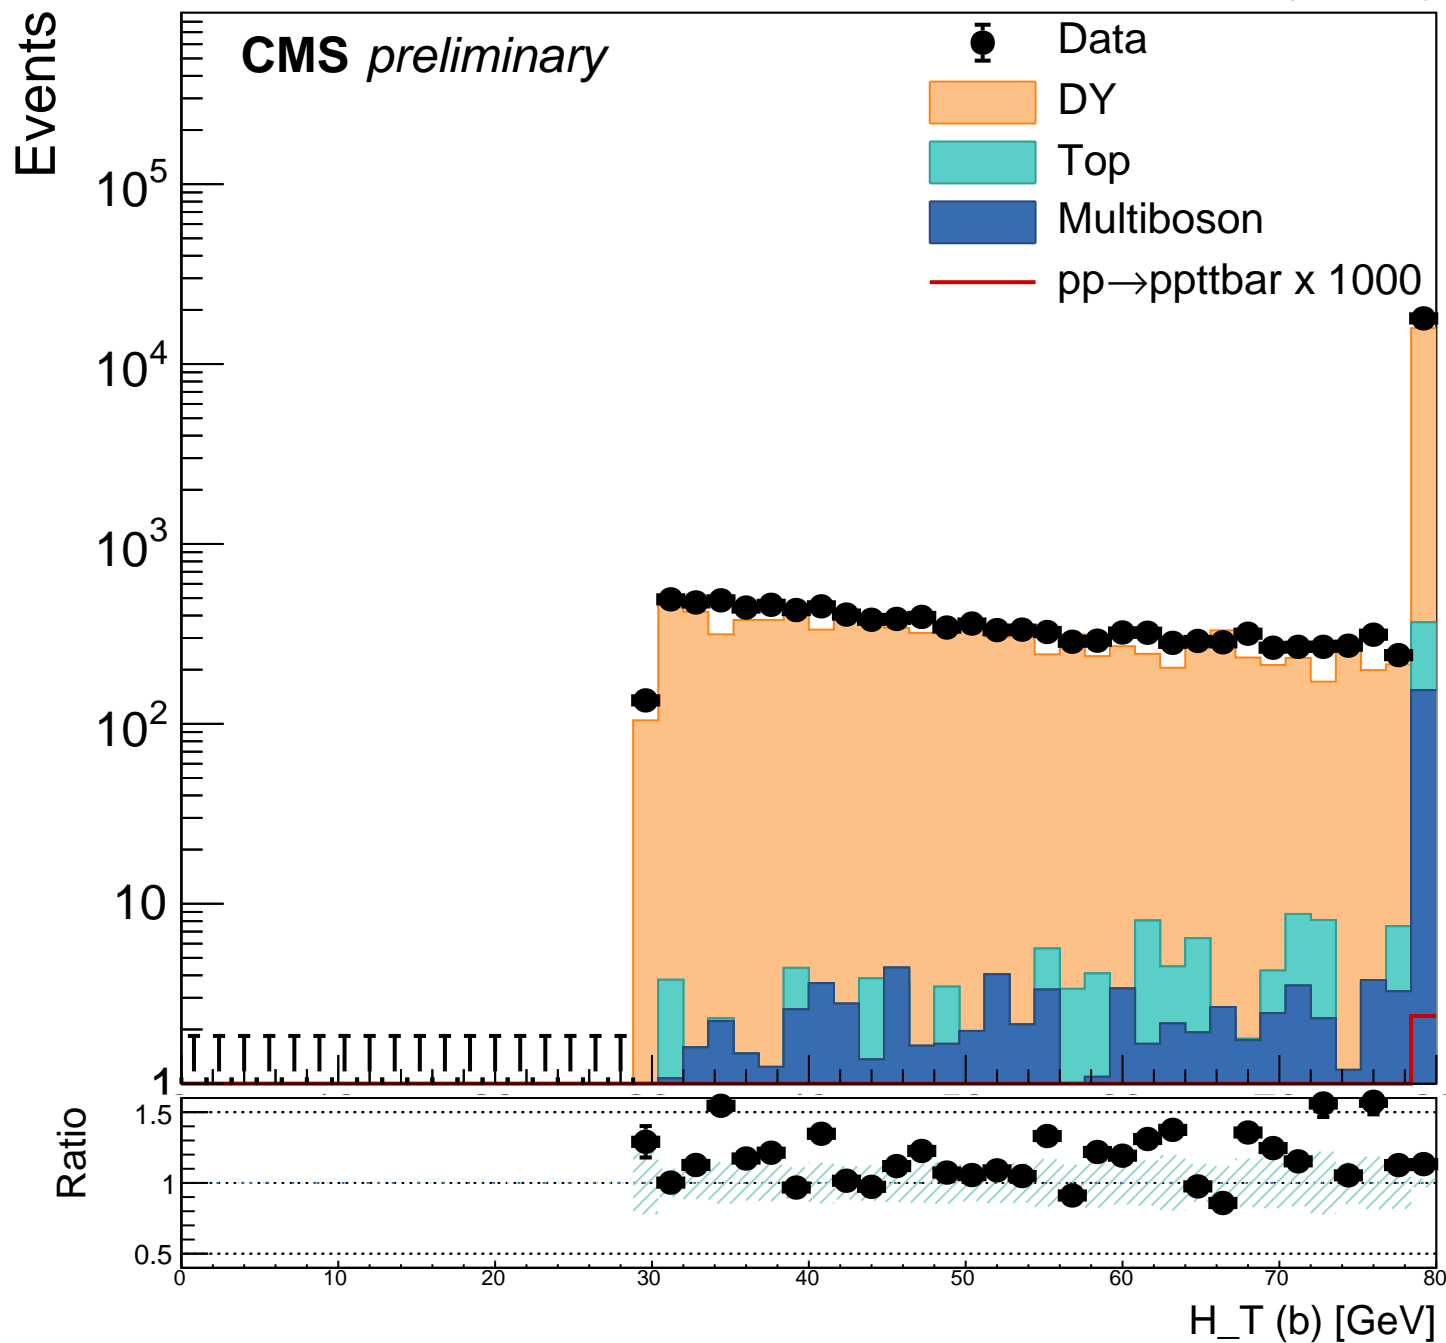 Events
CMS preliminary
Data
DY
Top
Multiboson
pp→ppttbar x 1000
10^5
10^4
10^3
10^2
10
1
Ratio
1.5
1
0.5
0 10 20 30 40 50 60 70 80
H_T (b) [GeV]